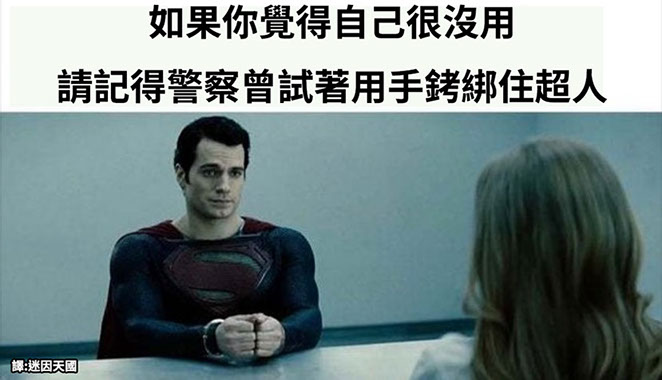 如果你覺得自己很沒用
請記得警察曾試著用手銬綁住超人
譯:迷因天國